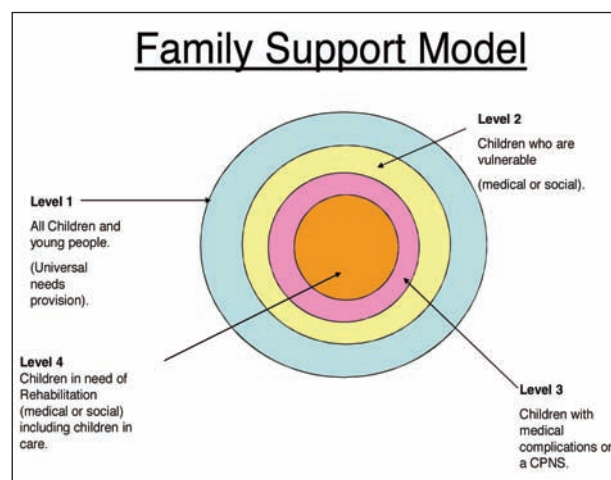 Family Support Model
Level 2
Children who are
vulnerable
(medical or social).
Level 1
All Children and
young people.
(Universal
needs
provision).
Level 4
Children in need of
Rehabilitation
(medical or social)
including children in
care.
Level 3
Children with
medical
complications or
a CPNS.